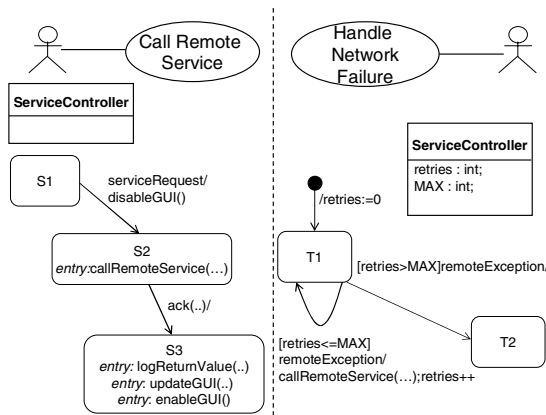 Call Remote
Service
ServiceController
S1
serviceRequest/
disableGUI()
S2
entry:callRemoteService(…)
ack(..)/
S3
entry: logReturnValue(..)
entry: updateGUI(..)
entry: enableGUI()
Handle
Network
Failure
ServiceController
retries : int;
MAX : int;
/retries:=0
T1
[retries>MAX]remoteException/
T2
[retries<=MAX]
remoteException/
callRemoteService(…);retries++